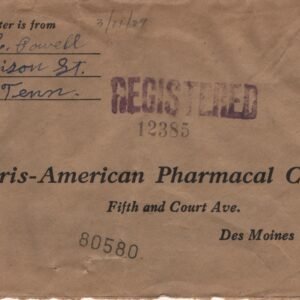 ter is from
3/11/27
C. Powell
ison St.
Tenn.
REGISTERED
12385
ris-American Pharmacal C
Fifth and Court Ave.
Des Moines
80580